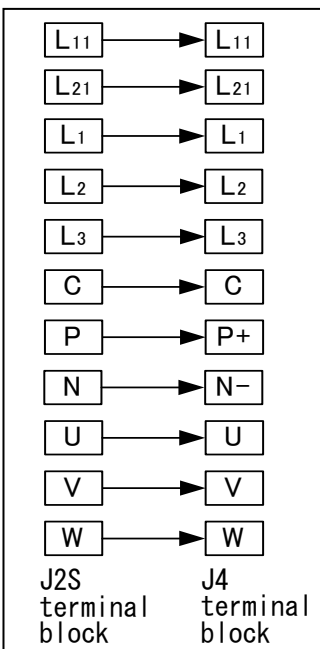 L11 L11
L21 L21
L1 L1
L2 L2
L3 L3
C C
P P+
N N−
U U
V V
W W
J2S J4
terminal terminal
block block